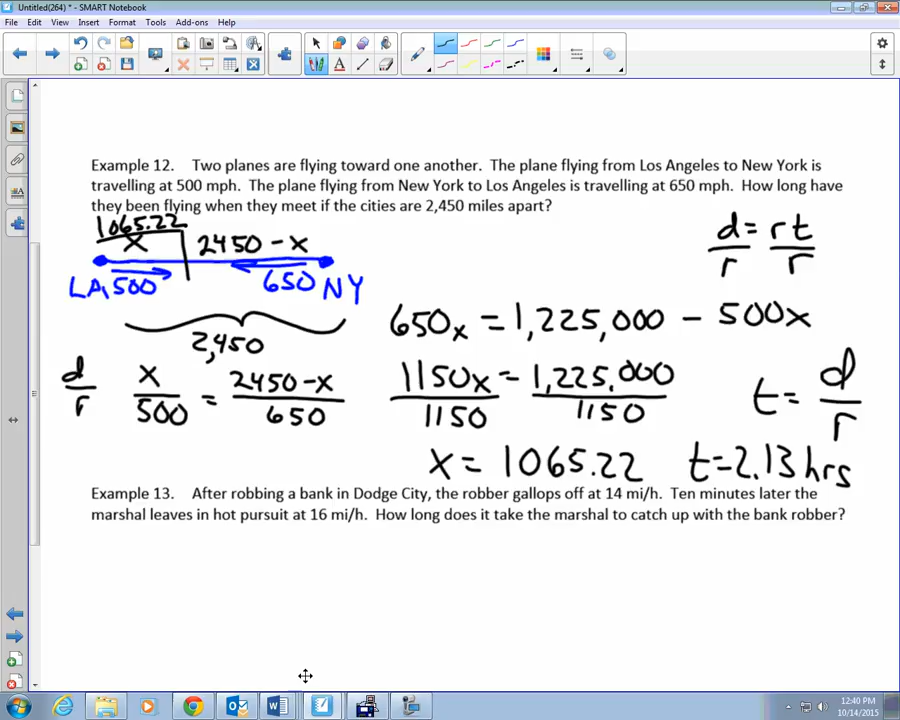 Untitled(264) * - SMART Notebook
File Edit View Insert Format Tools Add-ons Help
Example 12. Two planes are flying toward one another. The plane flying from Los Angeles to New York is
travelling at 500 mph. The plane flying from New York to Los Angeles is travelling at 650 mph. How long have
they been flying when they meet if the cities are 2,450 miles apart?
1065.22
x 2450 - x
LA 500 650 NY
2,450
d/r x/500 = 2450-x/650
d/r = rt/r
650x = 1,225,000 - 500x
1150x/1150 = 1,225,000/1150
t = d/r
x = 1065.22 t=2.13 hrs
Example 13. After robbing a bank in Dodge City, the robber gallops off at 14 mi/h. Ten minutes later the
marshal leaves in hot pursuit at 16 mi/h. How long does it take the marshal to catch up with the bank robber?
12:40 PM
10/14/2015